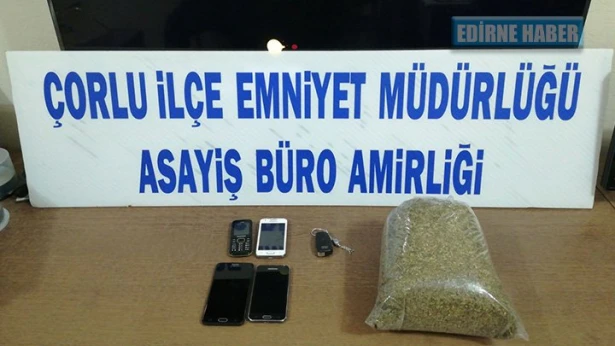 EDİRNE HABER
ÇORLU İLÇE EMNİYET MÜDÜRLÜĞÜ
ASAYİŞ BÜRO AMİRLİĞİ